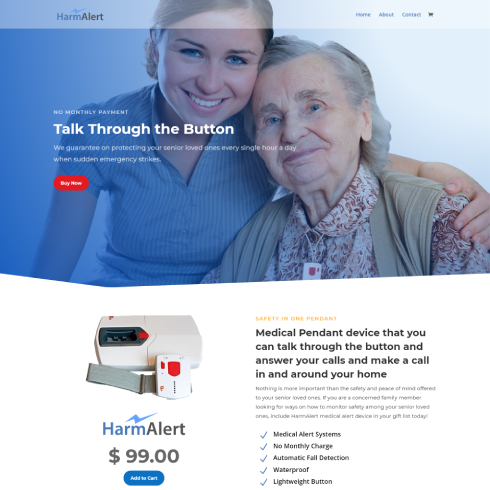 HarmAlert
Home About Contact
NO MONTHLY PAYMENT
Talk Through the Button
We guarantee on protecting your senior loved ones every single hour a day
when sudden emergency strikes.
Buy Now
SAFETY IN ONE PENDANT
Medical Pendant device that you
can talk through the button and
answer your calls and make a call
in and around your home
Nothing is more important than the safety and peace of mind offered
to your senior loved ones. If you are a concerned family member
looking for ways on how to monitor safety among your senior loved
ones, include HarmAlert medical alert device in your gift list today!
HarmAlert
$ 99.00
Add to Cart
Medical Alert Systems
No Monthly Charge
Automatic Fall Detection
Waterproof
Lightweight Button